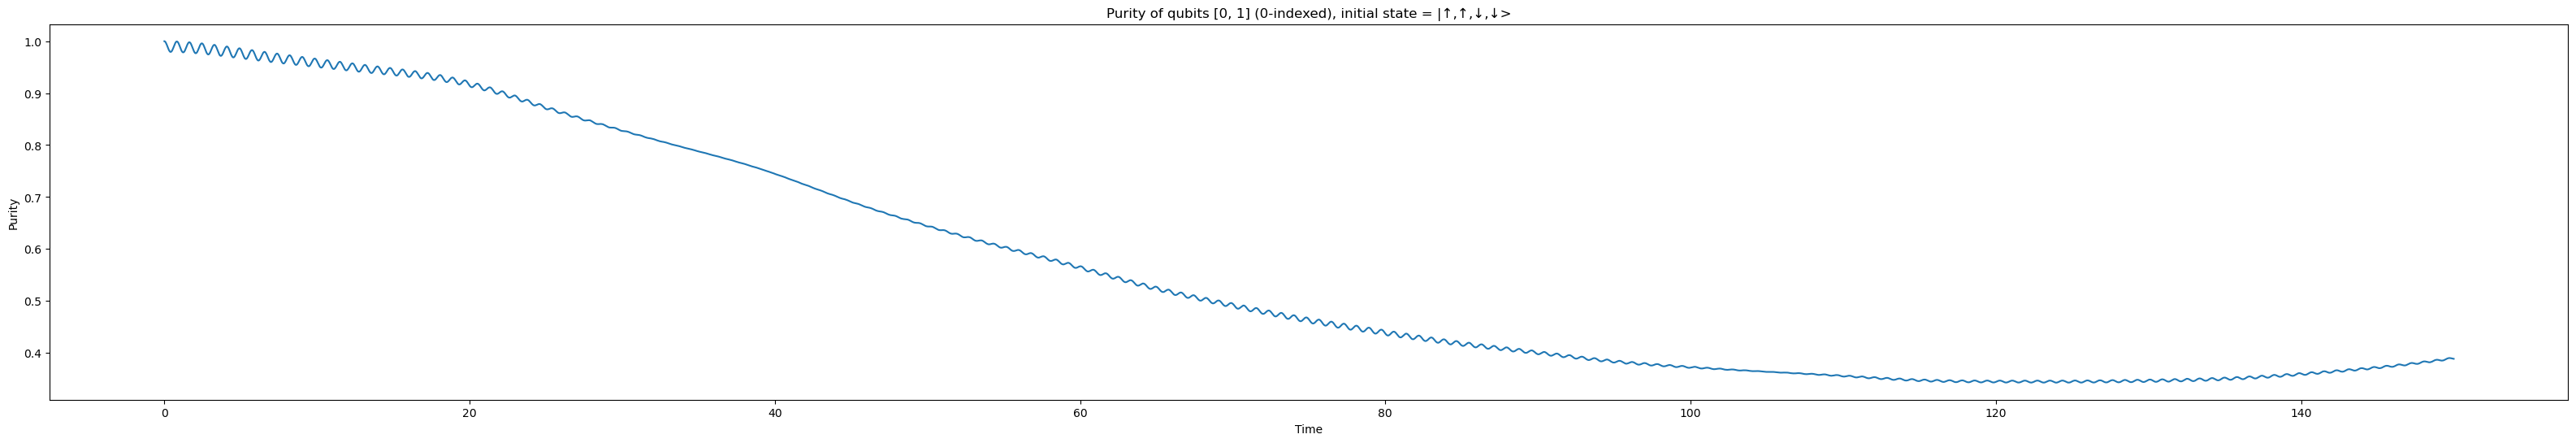 Purity of qubits [0, 1] (0-indexed), initial state = |↑,↑,↓,↓>
1.0
0.9
0.8
0.7
0.6
0.5
0.4
Purity
0 20 40 60 80 100 120 140
Time